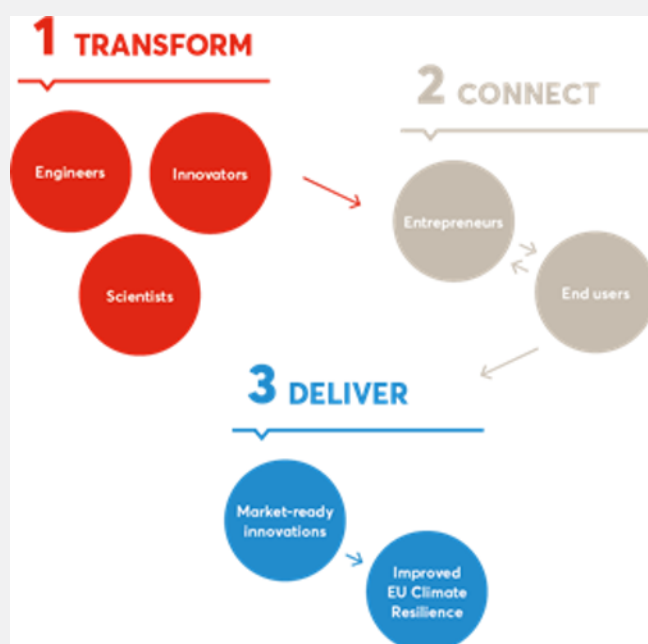 1 TRANSFORM
Engineers
Innovators
Scientists
2 CONNECT
Entrepreneurs
End users
3 DELIVER
Market-ready
innovations
Improved
EU Climate
Resilience